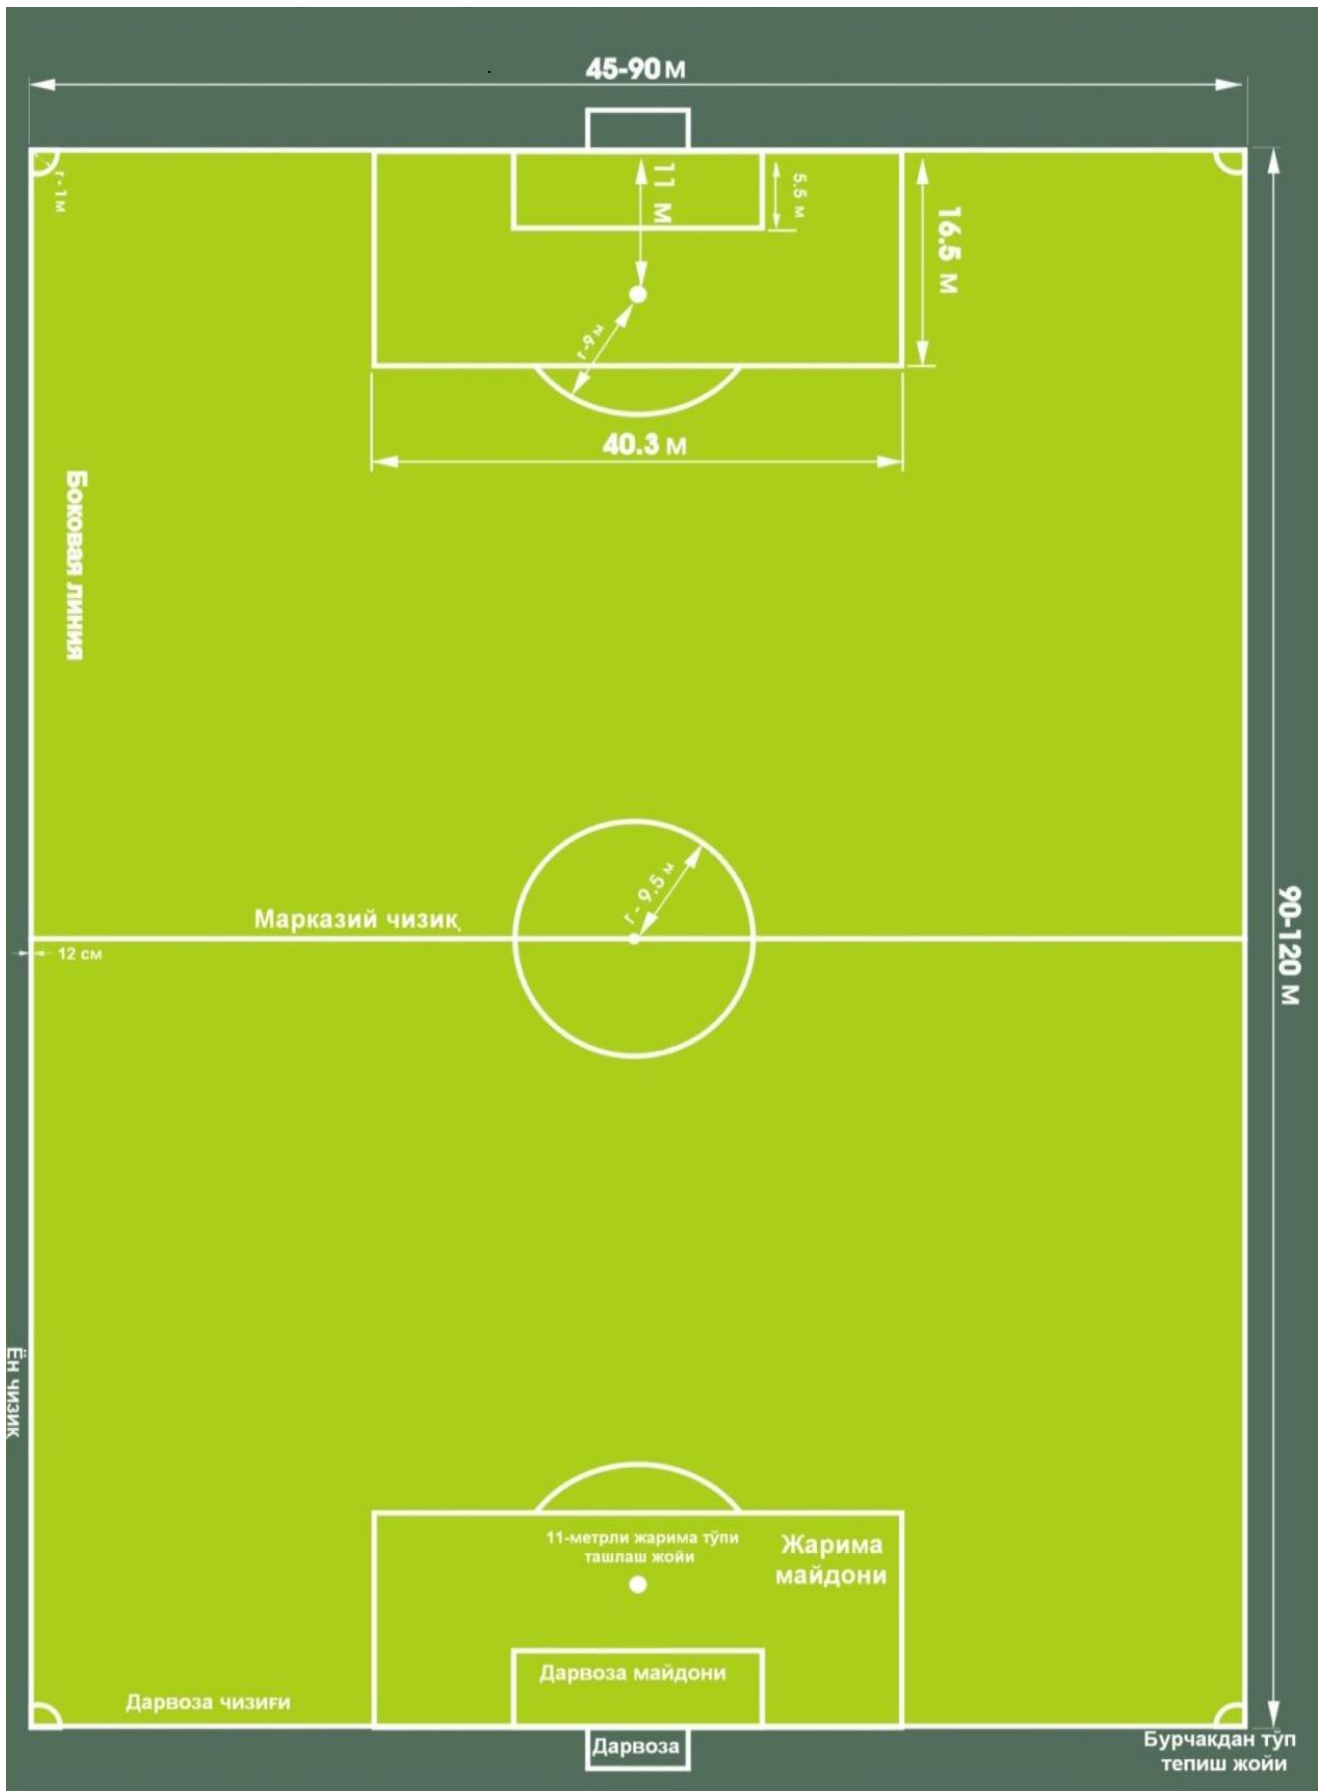 45-90 м
r - 1 м
11 м
5.5 м
16.5 м
r -9 м
40.3 м
Боковая линия
r - 9.5 м
Марказий чизик,
12 см
90-120 м
Ён чизик
11-метрли жарима тўпи
ташлаш жойи
Жарима
майдони
Дарвоза майдони
Дарвоза чизиғи
Дарвоза
Бурчакдан тўп
тепиш жойи